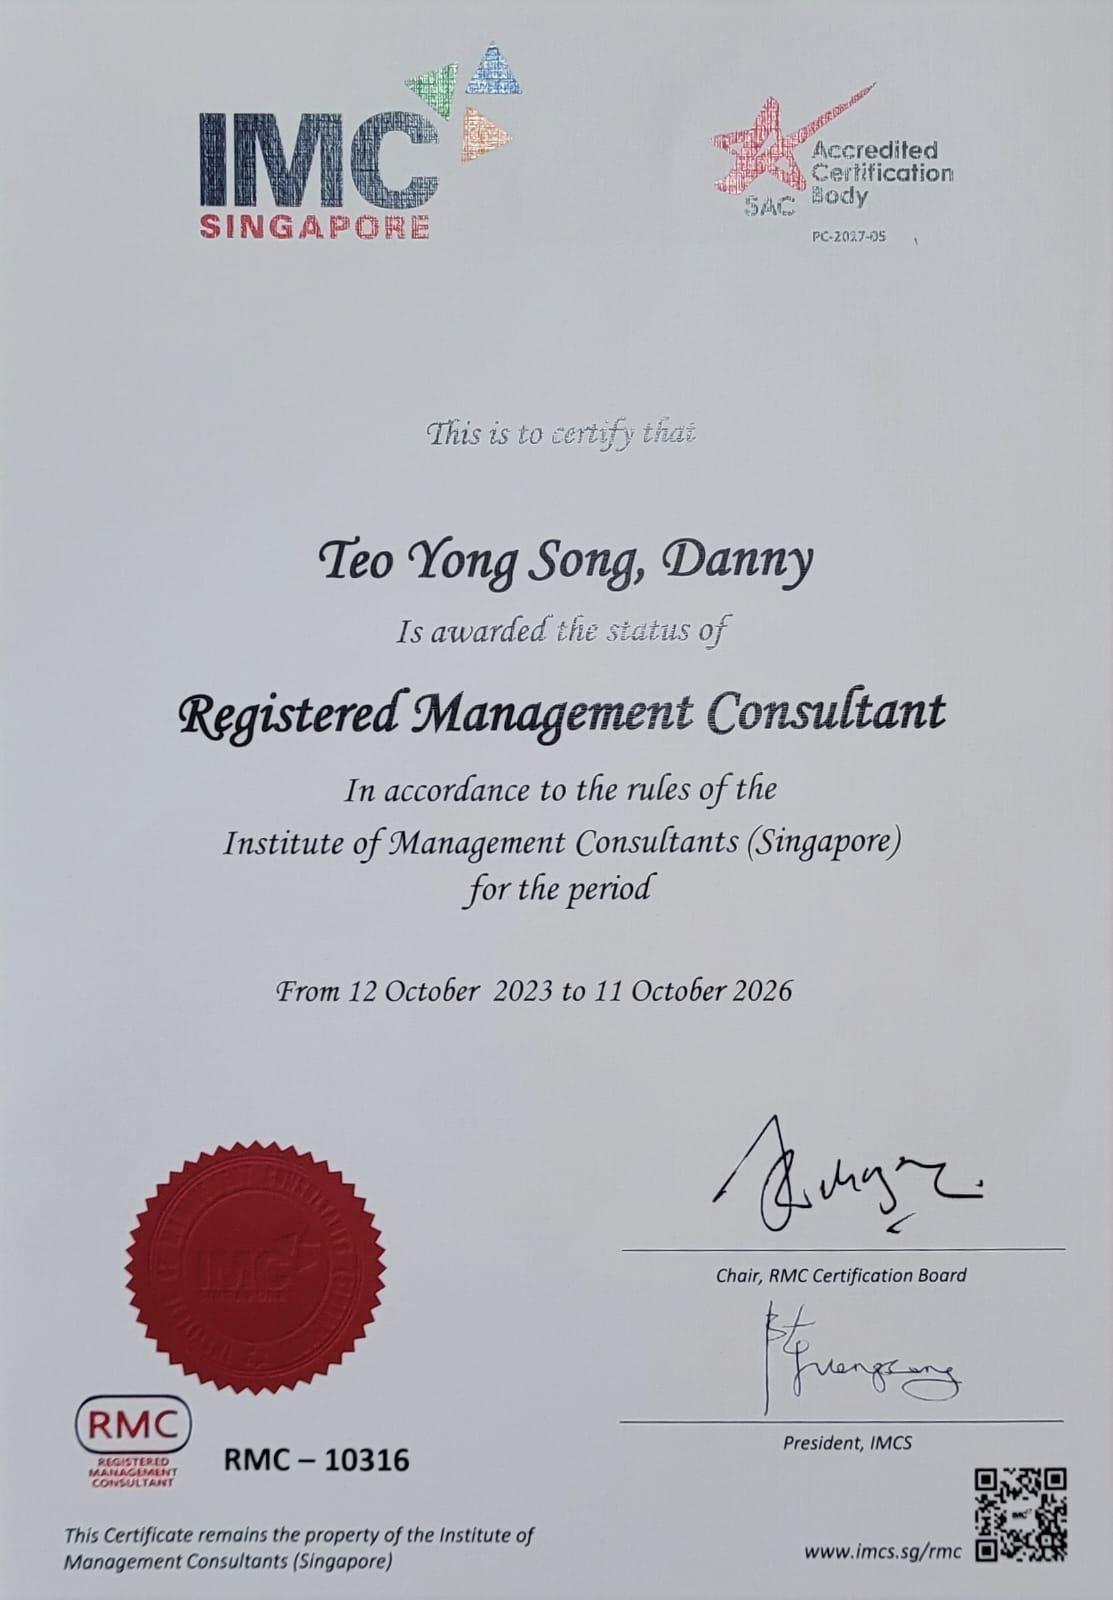 IMC
SINGAPORE
SAC
Accredited
Certification
Body
PC-2017-05
This is to certify that
Teo Yong Song, Danny
Is awarded the status of
Registered Management Consultant
In accordance to the rules of the
Institute of Management Consultants (Singapore)
for the period
From 12 October 2023 to 11 October 2026
IMC
SINGAPORE
Chair, RMC Certification Board
President, IMCS
RMC
REGISTERED
MANAGEMENT
CONSULTANT
RMC – 10316
This Certificate remains the property of the Institute of
Management Consultants (Singapore)
www.imcs.sg/rmc